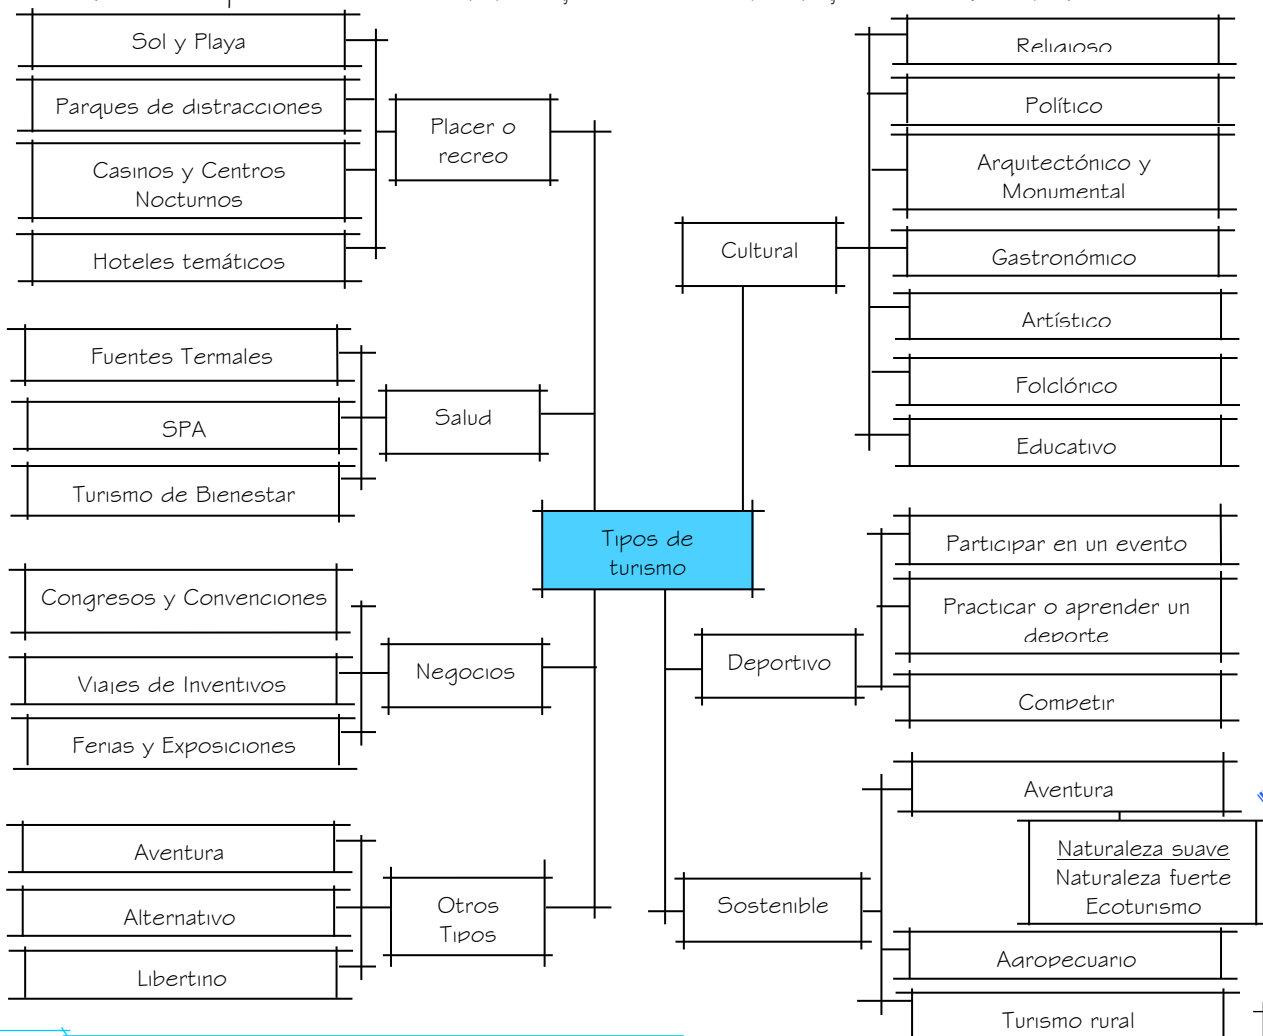 Sol y Playa
Parques de distracciones
Casinos y Centros
Nocturnos
Hoteles temáticos
Placer o
recreo
Fuentes Termales
SPA
Turismo de Bienestar
Salud
Congresos y Convenciones
Viajes de Inventivos
Ferias y Exposiciones
Negocios
Aventura
Alternativo
Libertino
Otros
Tipos
Tipos de
turismo
Cultural
Religioso
Político
Arquitectónico y
Monumental
Gastronómico
Artístico
Folclórico
Educativo
Deportivo
Participar en un evento
Practicar o aprender un
deporte
Competir
Sostenible
Aventura
Naturaleza suave
Naturaleza fuerte
Ecoturismo
Agropecuario
Turismo rural